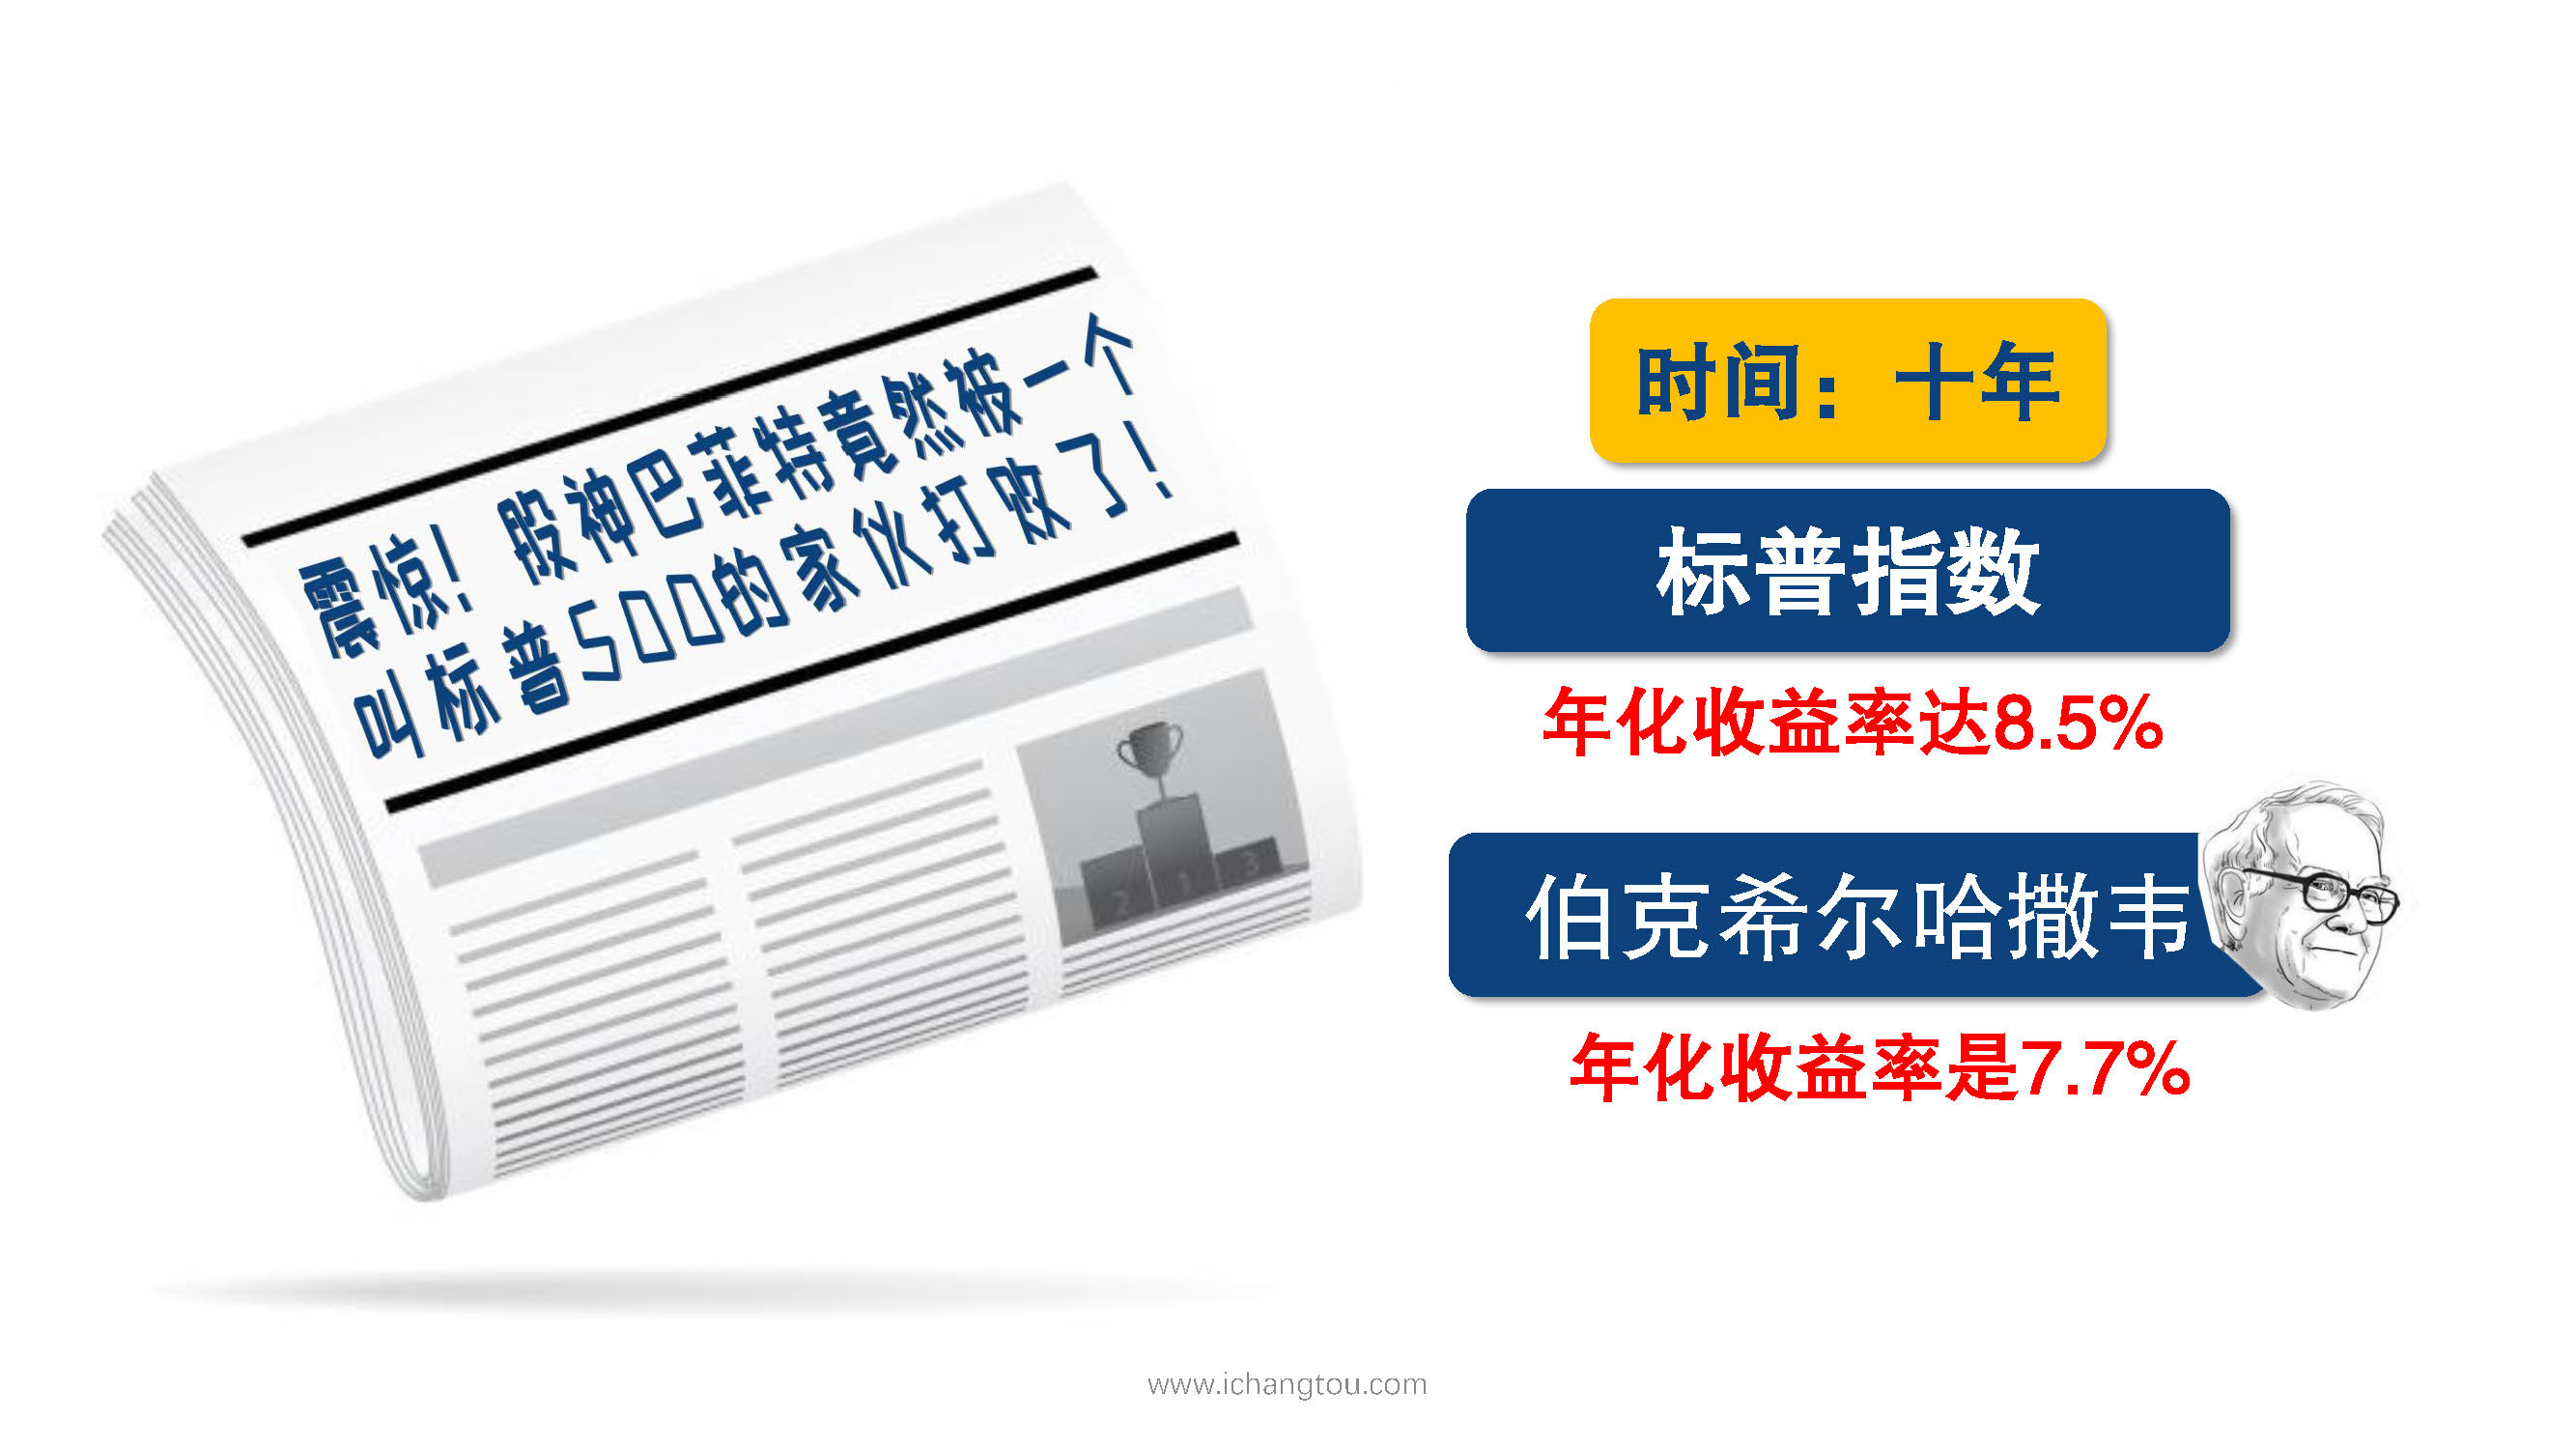 震惊！股神巴菲特竟然被一个
叫标普500的家伙打败了！
2 1 3
时间：十年
标普指数
年化收益率达8.5%
伯克希尔哈撒韦
年化收益率是7.7%
www.ichangtou.com